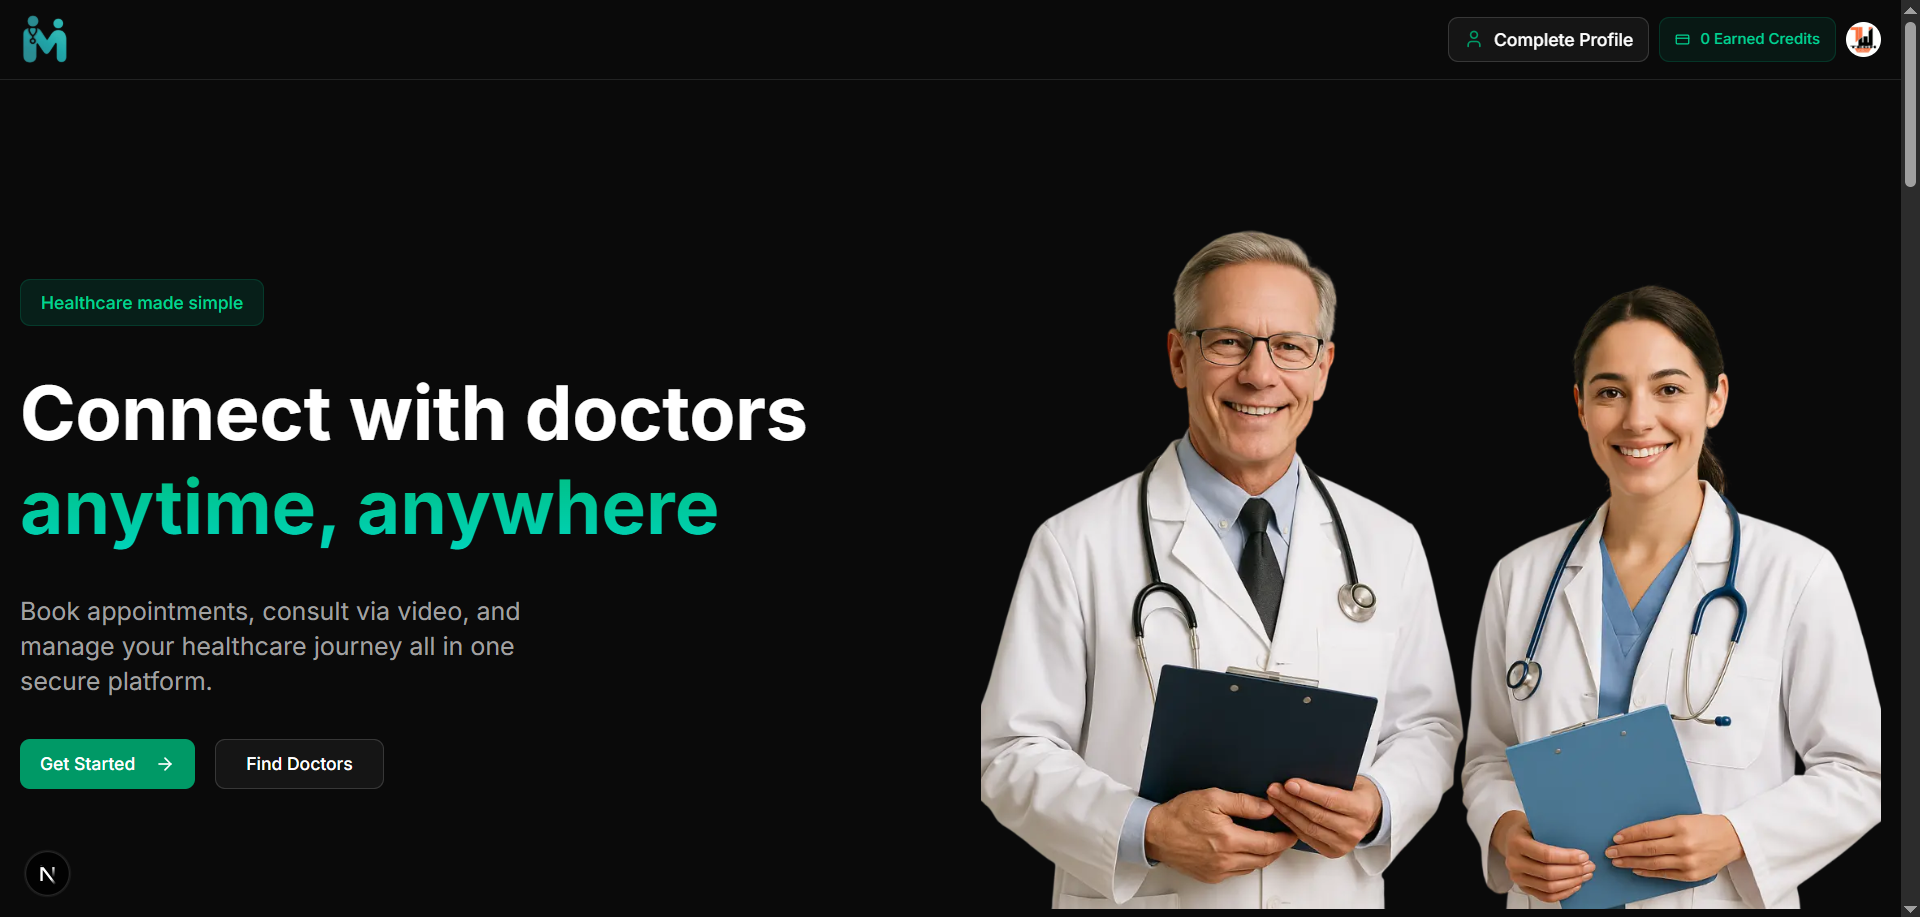 Complete Profile
0 Earned Credits
Healthcare made simple
Connect with doctors
anytime, anywhere
Book appointments, consult via video, and
manage your healthcare journey all in one
secure platform.
Get Started
Find Doctors
N